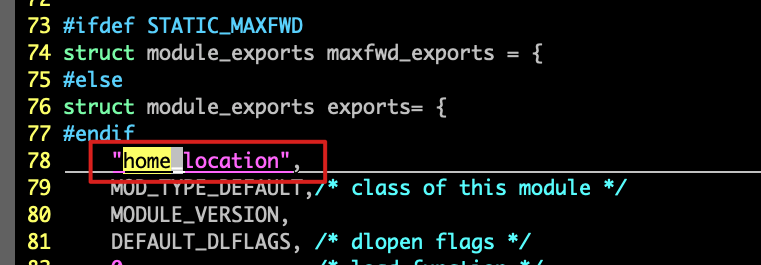 73 #ifdef STATIC_MAXFWD
74 struct module_exports maxfwd_exports = {
75 #else
76 struct module_exports exports= {
77 #endif
78 "home_location",
79 MOD_TYPE_DEFAULT,/* class of this module */
80 MODULE_VERSION,
81 DEFAULT_DLFLAGS, /* dlopen flags */